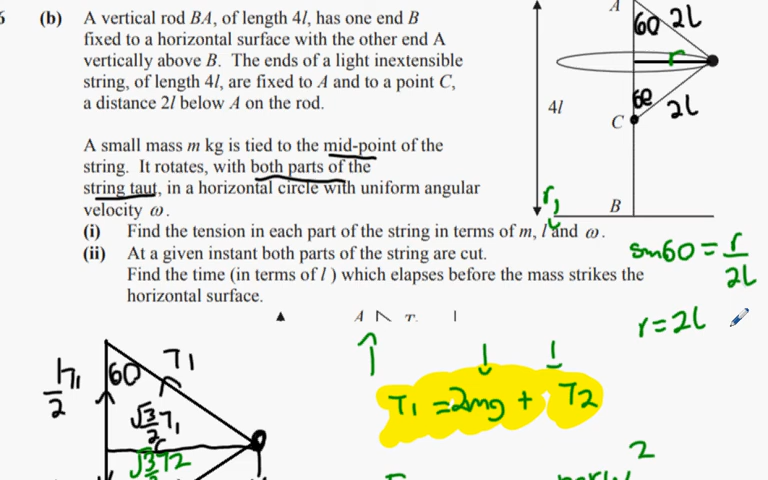 (b) A vertical rod BA, of length 4l, has one end B
fixed to a horizontal surface with the other end A
vertically above B. The ends of a light inextensible
string, of length 4l, are fixed to A and to a point C,
a distance 2l below A on the rod.
A small mass m kg is tied to the mid-point of the
string. It rotates, with both parts of the
string taut, in a horizontal circle with uniform angular
velocity ω.
(i) Find the tension in each part of the string in terms of m, l and ω.
(ii) At a given instant both parts of the string are cut.
Find the time (in terms of l) which elapses before the mass strikes the
horizontal surface.
A
60 2l
r
4l
60 2l
C
B
sin60 = r
2l
r = 2l
60 T1
T1
2
√3 T1
2
√3 T2
T1 = 2mg + T2
2